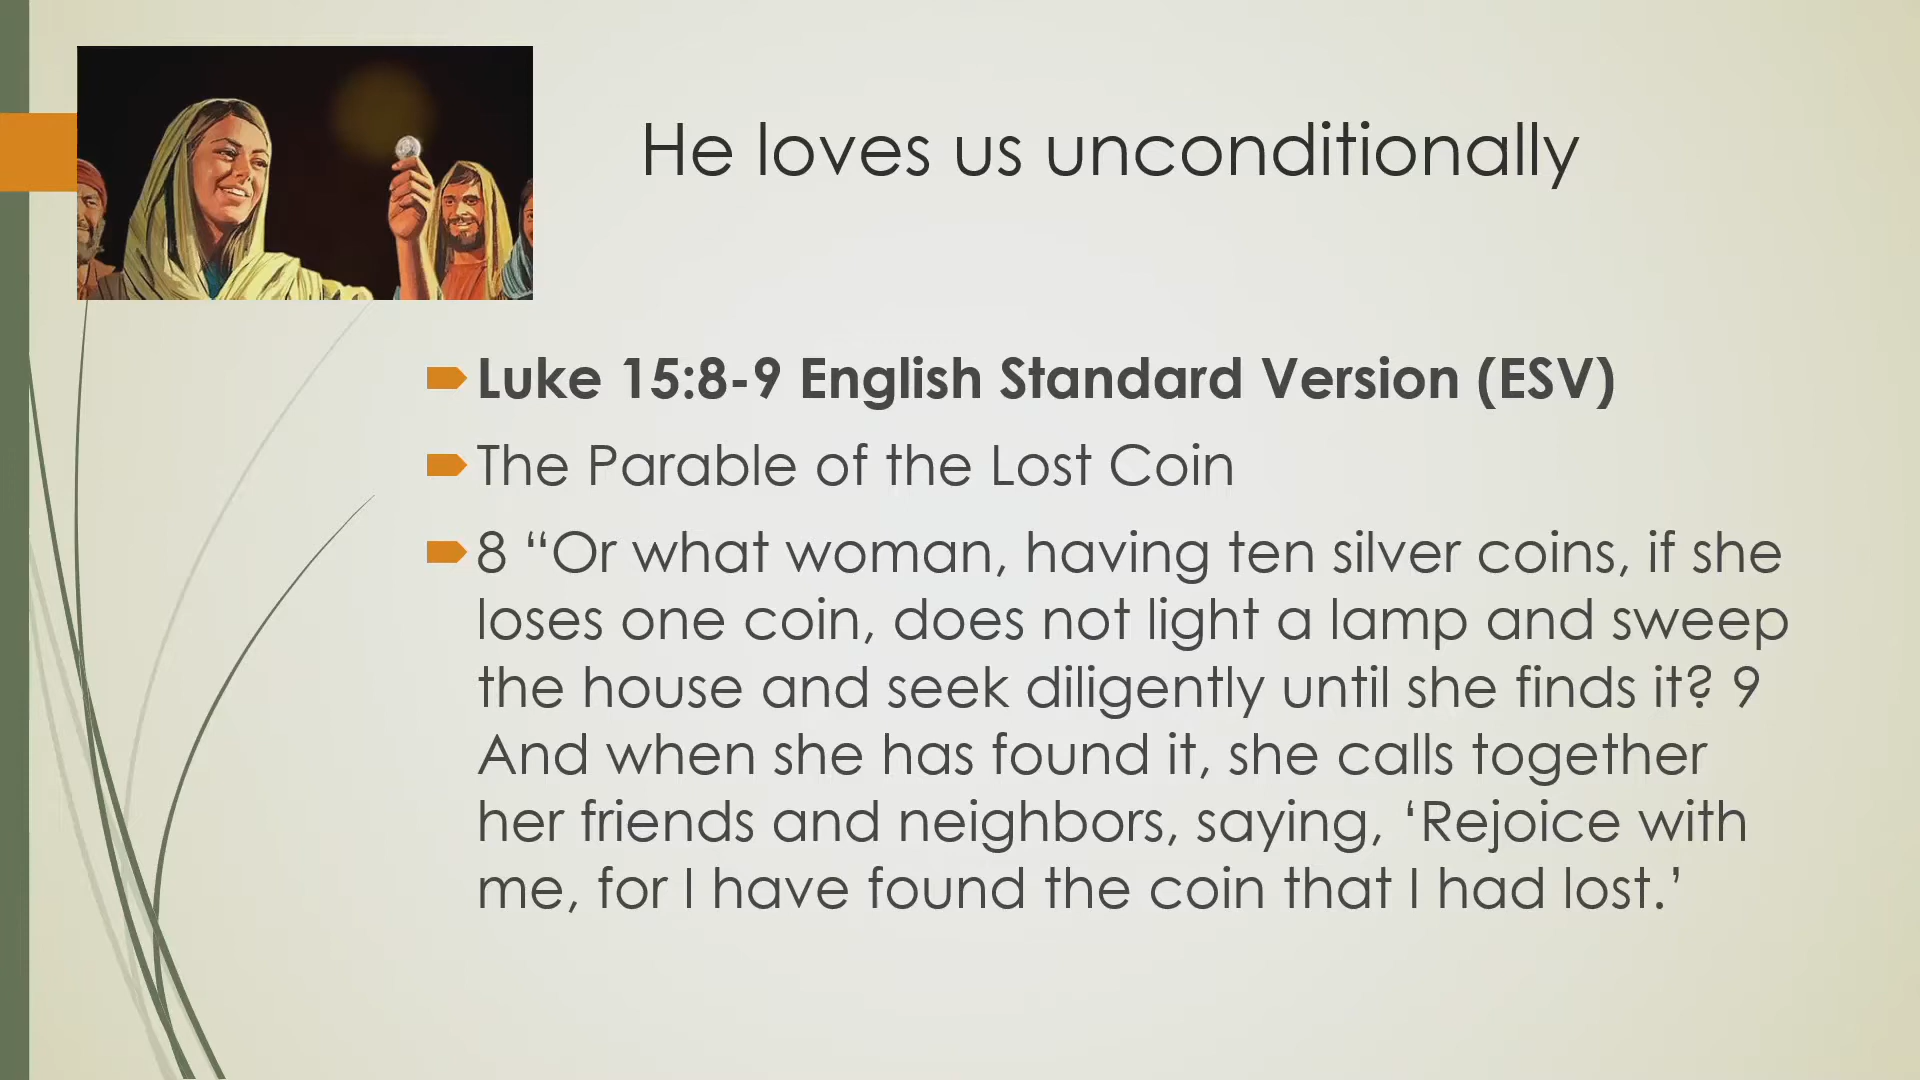 He loves us unconditionally
Luke 15:8-9 English Standard Version (ESV)
The Parable of the Lost Coin
8 “Or what woman, having ten silver coins, if she
loses one coin, does not light a lamp and sweep
the house and seek diligently until she finds it? 9
And when she has found it, she calls together
her friends and neighbors, saying, ‘Rejoice with
me, for I have found the coin that I had lost.’